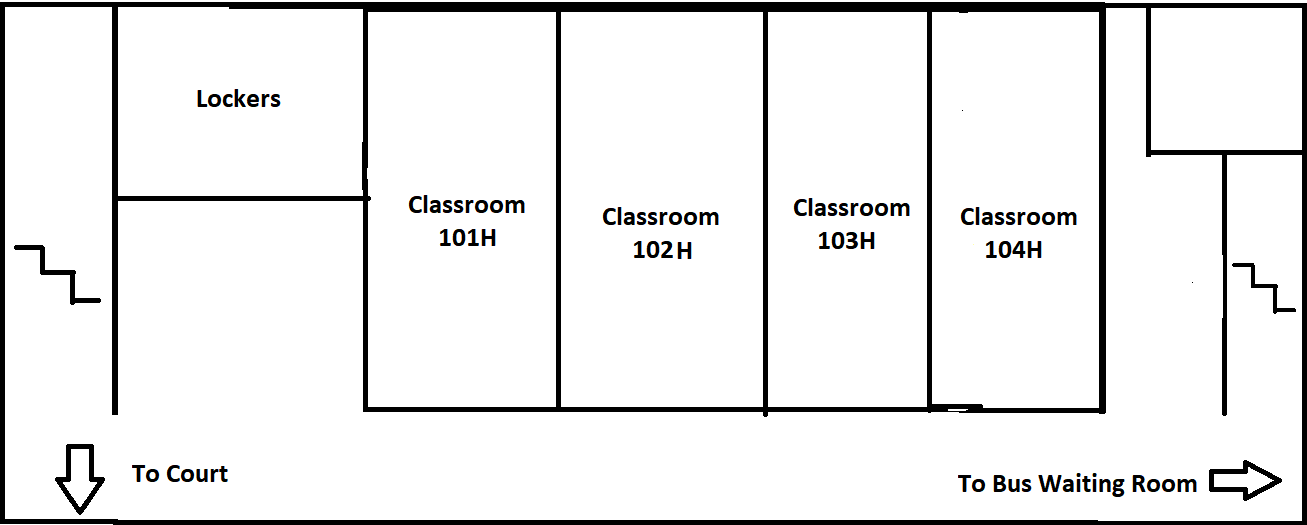 Lockers
Classroom
101H
Classroom
102H
Classroom
103H
Classroom
104H
To Court
To Bus Waiting Room